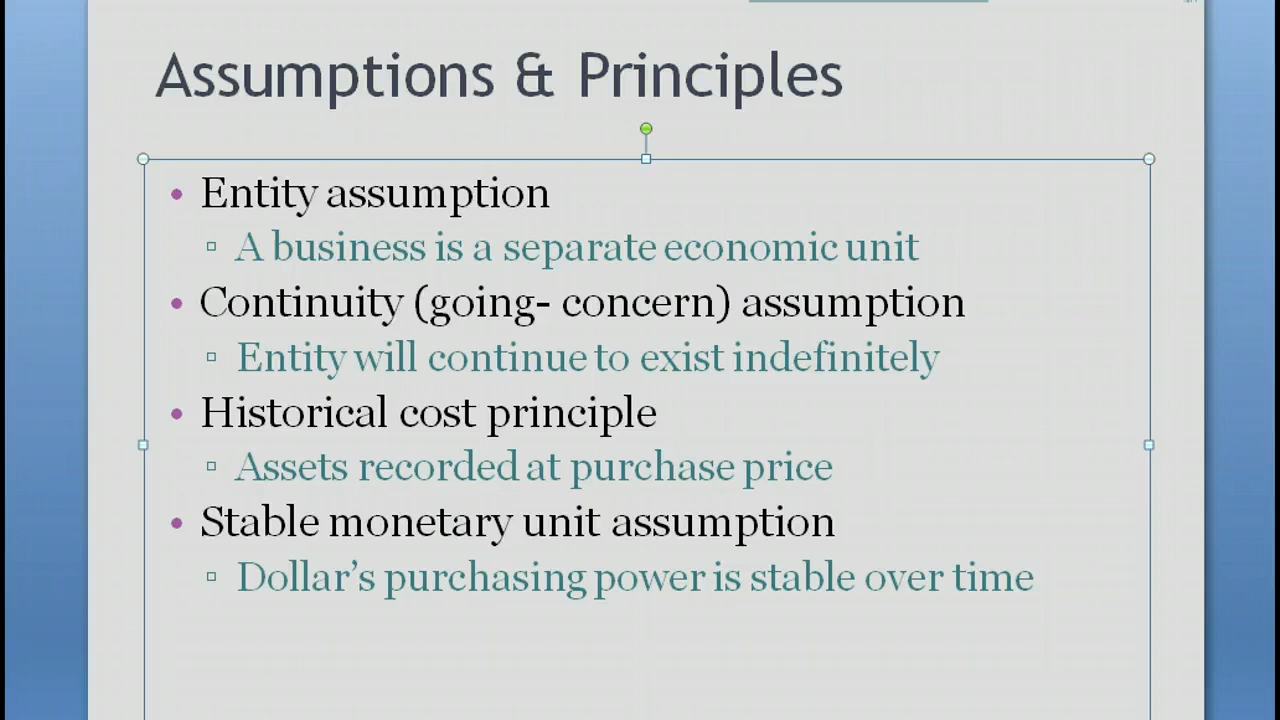 Assumptions & Principles
• Entity assumption
▫ A business is a separate economic unit
• Continuity (going- concern) assumption
▫ Entity will continue to exist indefinitely
• Historical cost principle
▫ Assets recorded at purchase price
• Stable monetary unit assumption
▫ Dollar's purchasing power is stable over time